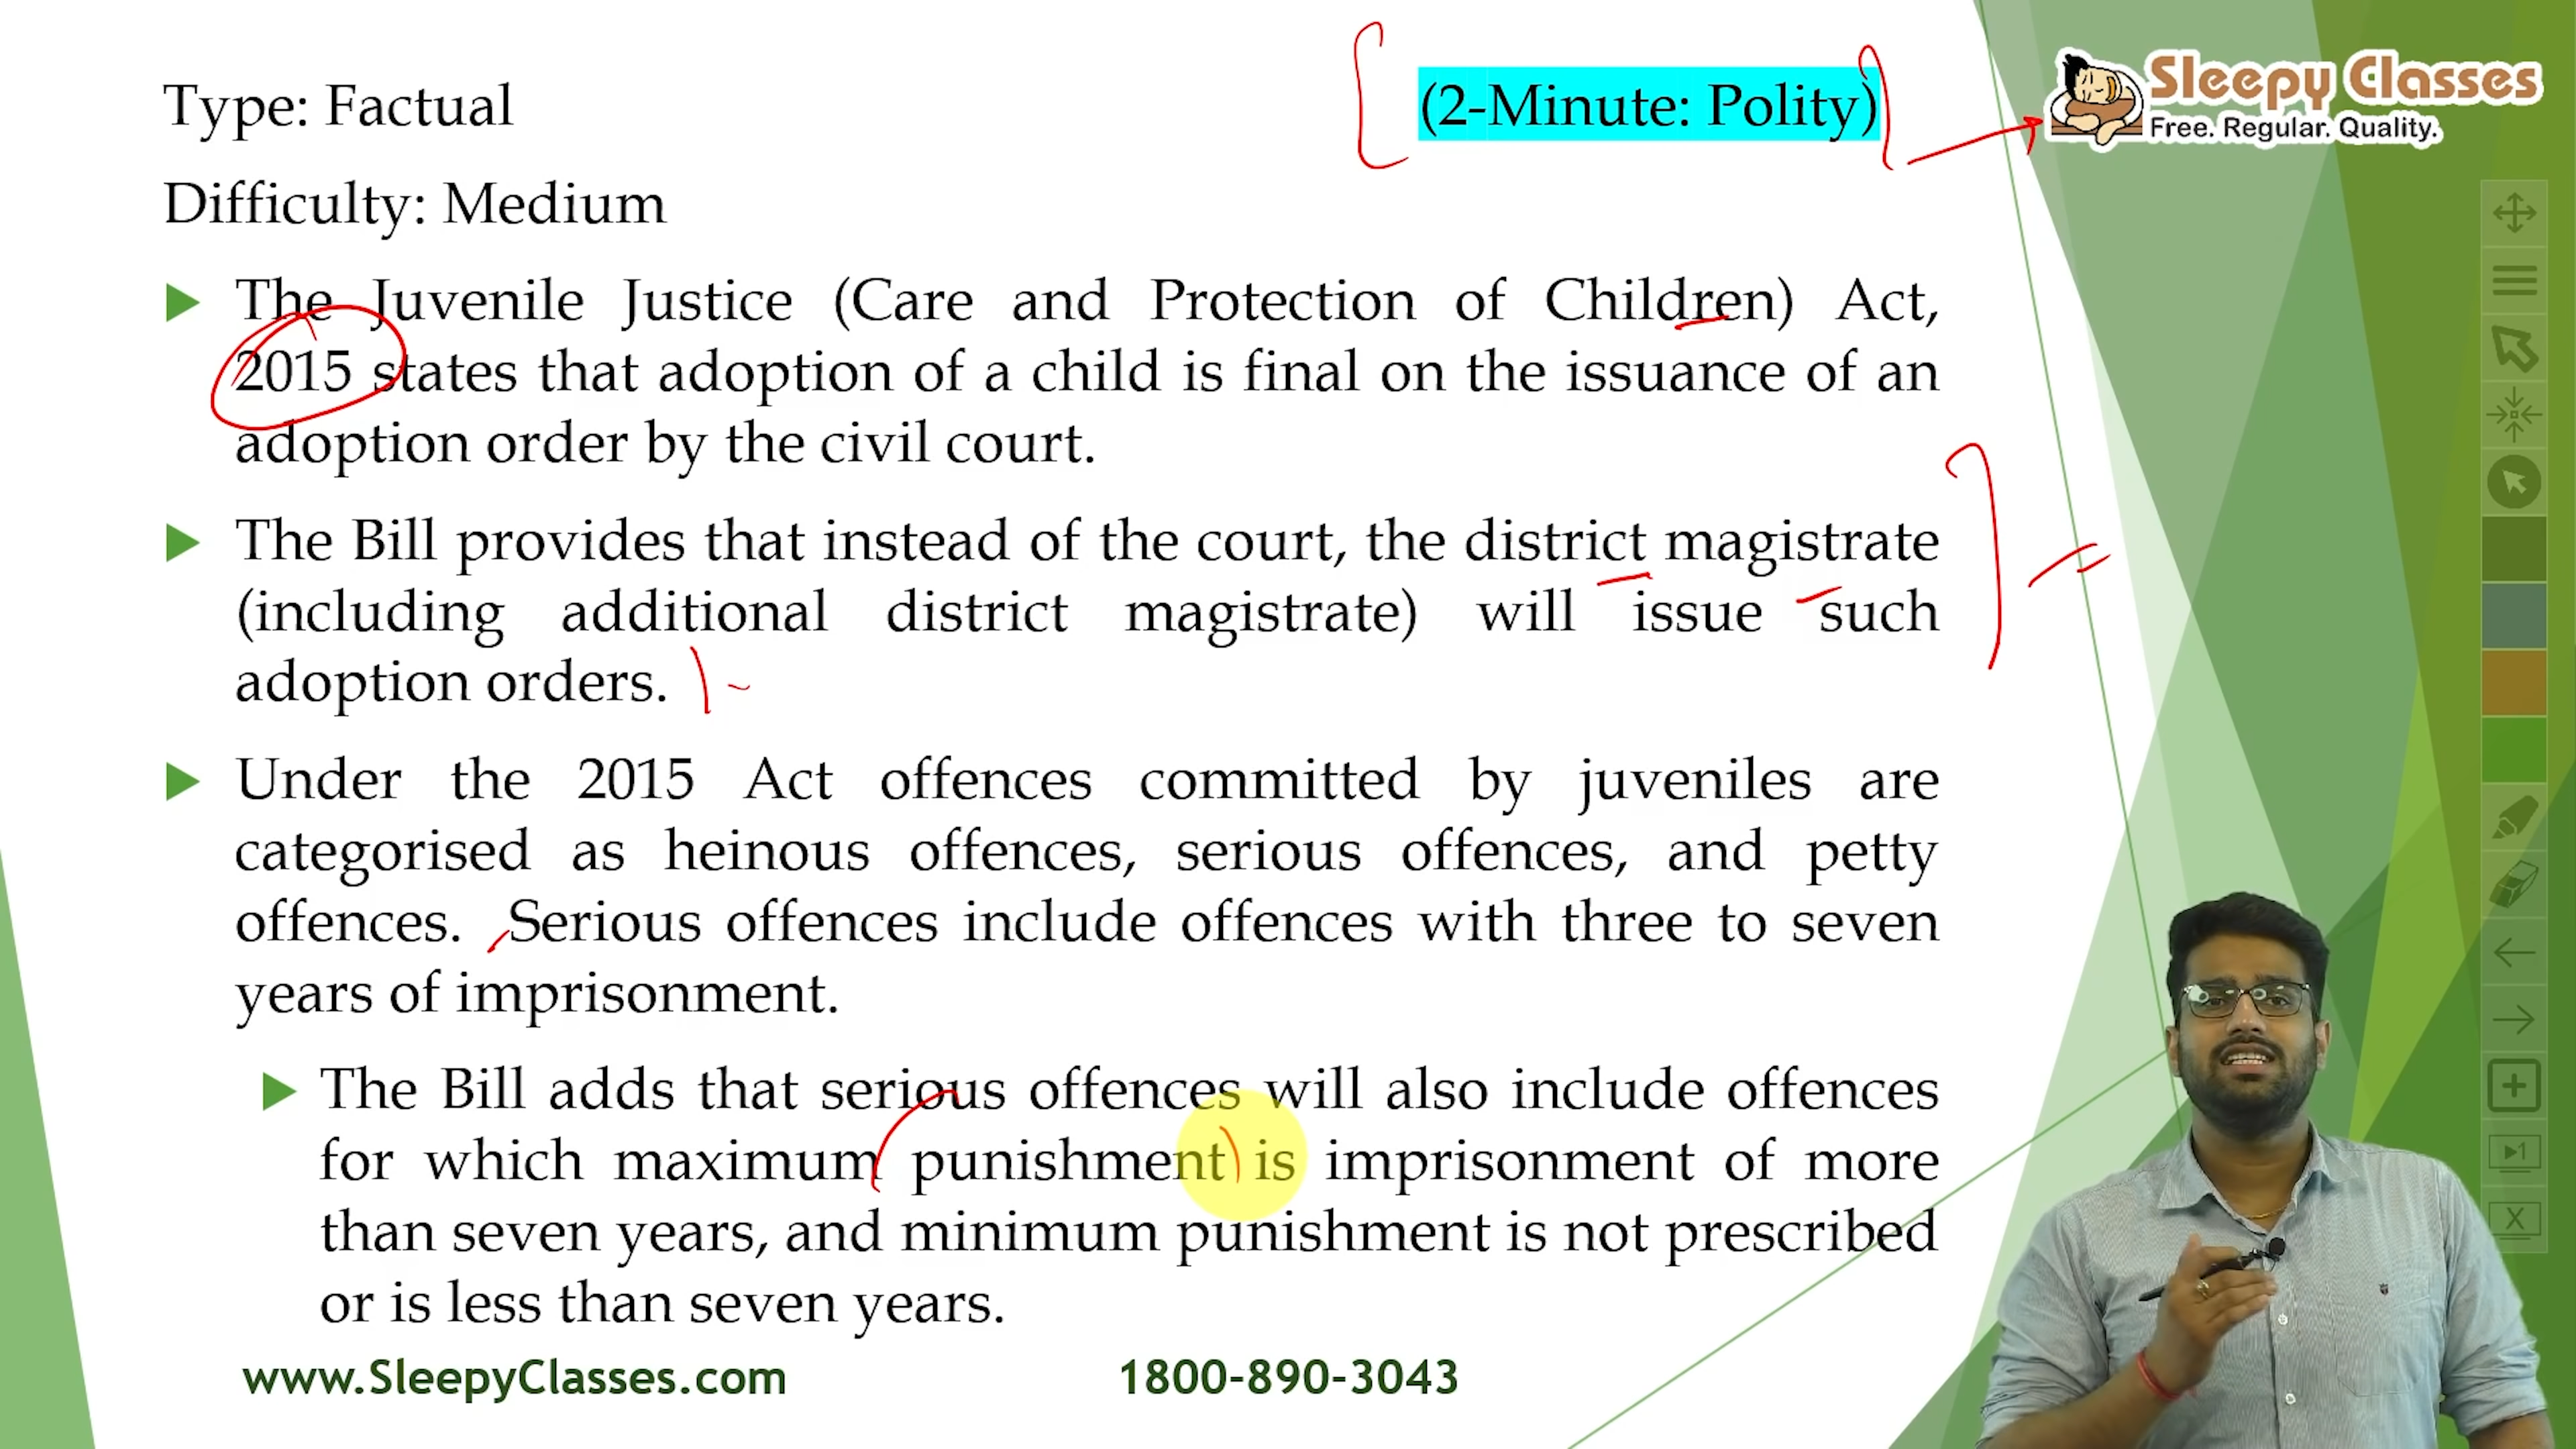 Type: Factual
(2-Minute: Polity)
Sleepy Classes
Free. Regular. Quality.
Difficulty: Medium
The Juvenile Justice (Care and Protection of Children) Act,
2015 states that adoption of a child is final on the issuance of an
adoption order by the civil court.
The Bill provides that instead of the court, the district magistrate
(including additional district magistrate) will issue such
adoption orders.
Under the 2015 Act offences committed by juveniles are
categorised as heinous offences, serious offences, and petty
offences. Serious offences include offences with three to seven
years of imprisonment.
The Bill adds that serious offences will also include offences
for which maximum punishment is imprisonment of more
than seven years, and minimum punishment is not prescribed
or is less than seven years.
www.SleepyClasses.com
1800-890-3043